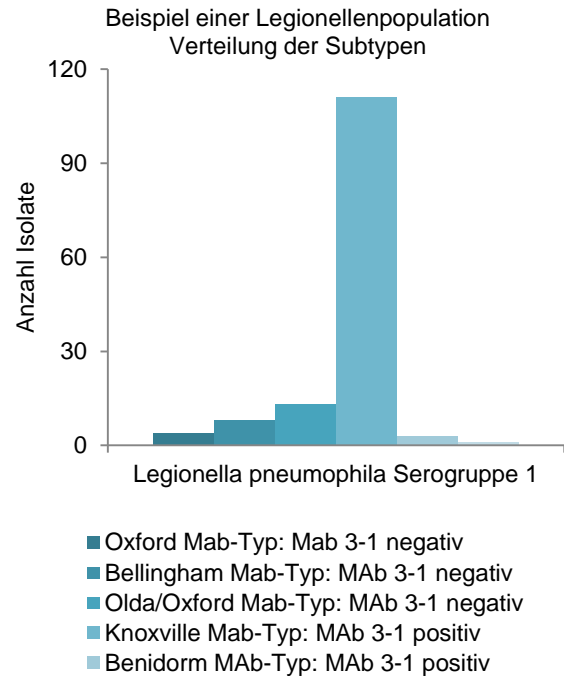 Beispiel einer Legionellenpopulation
Verteilung der Subtypen
120
90
60
30
0
Anzahl Isolate
Legionella pneumophila Serogruppe 1
Oxford Mab-Typ: Mab 3-1 negativ
Bellingham Mab-Typ: MAb 3-1 negativ
Olda/Oxford Mab-Typ: MAb 3-1 negativ
Knoxville Mab-Typ: MAb 3-1 positiv
Benidorm MAb-Typ: MAb 3-1 positiv